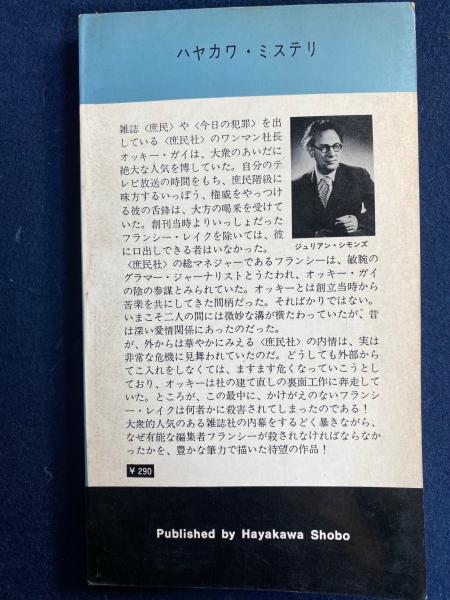 ハヤカワ・ミステリ
雑誌〈庶民〉や〈今日の犯罪〉を出
している〈庶民社〉のワンマン社長
オッキー・ガイは、大衆のあいだに
絶大な人気を博していた。自分のテ
レビ放送の時間をもち、庶民階級に
味方するいっぽう、権威をやっつけ
る彼の舌鋒は、大方の喝采を受けて
いた。創刊当時よりいっしょだった
フランシー・レイクを除いては、彼
に口出しできる者はいなかった。
ジュリアン・シモンズ
〈庶民社〉の総マネジャーであるフランシーは、敏腕の
グラマー・ジャーナリストとうたわれ、オッキー・ガイ
の陰の参謀とみられていた。オッキーとは創立当時から
苦楽を共にしてきた間柄だった。そればかりではない。
いまこそ二人の間には微妙な溝が横たわっていたが、昔
は深い愛情関係にあったのだった。
が、外からは華やかにみえる〈庶民社〉の内情は、実は
非常な危機に見舞われていたのだ。どうしても外部から
てこ入れをしなくては、ますます危くなっていこうとし
ており、オッキーは社の建て直しの裏面工作に奔走して
いた。ところが、この最中に、かけがえのないフランシ
ー・レイクは何者かに殺害されてしまったのである！
大衆的人気のある雑誌社の内幕をするどく暴きながら、
なぜ有能な編集者フランシーが殺されなければならなか
ったかを、豊かな筆力で描いた待望の作品！
¥ 290
Published by Hayakawa Shobo